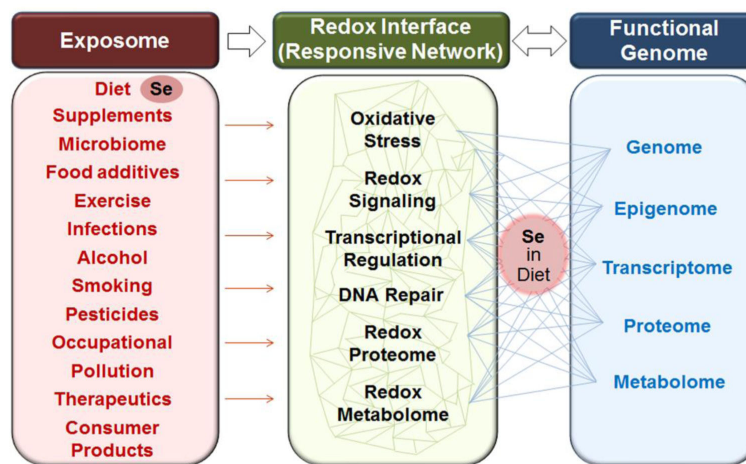 Exposome
Redox Interface
(Responsive Network)
Functional
Genome
Diet Se
Supplements
Microbiome
Food additives
Exercise
Infections
Alcohol
Smoking
Pesticides
Occupational
Pollution
Therapeutics
Consumer
Products
Oxidative
Stress
Redox
Signaling
Transcriptional
Regulation
DNA Repair
Redox
Proteome
Redox
Metabolome
Se
in
Diet
Genome
Epigenome
Transcriptome
Proteome
Metabolome